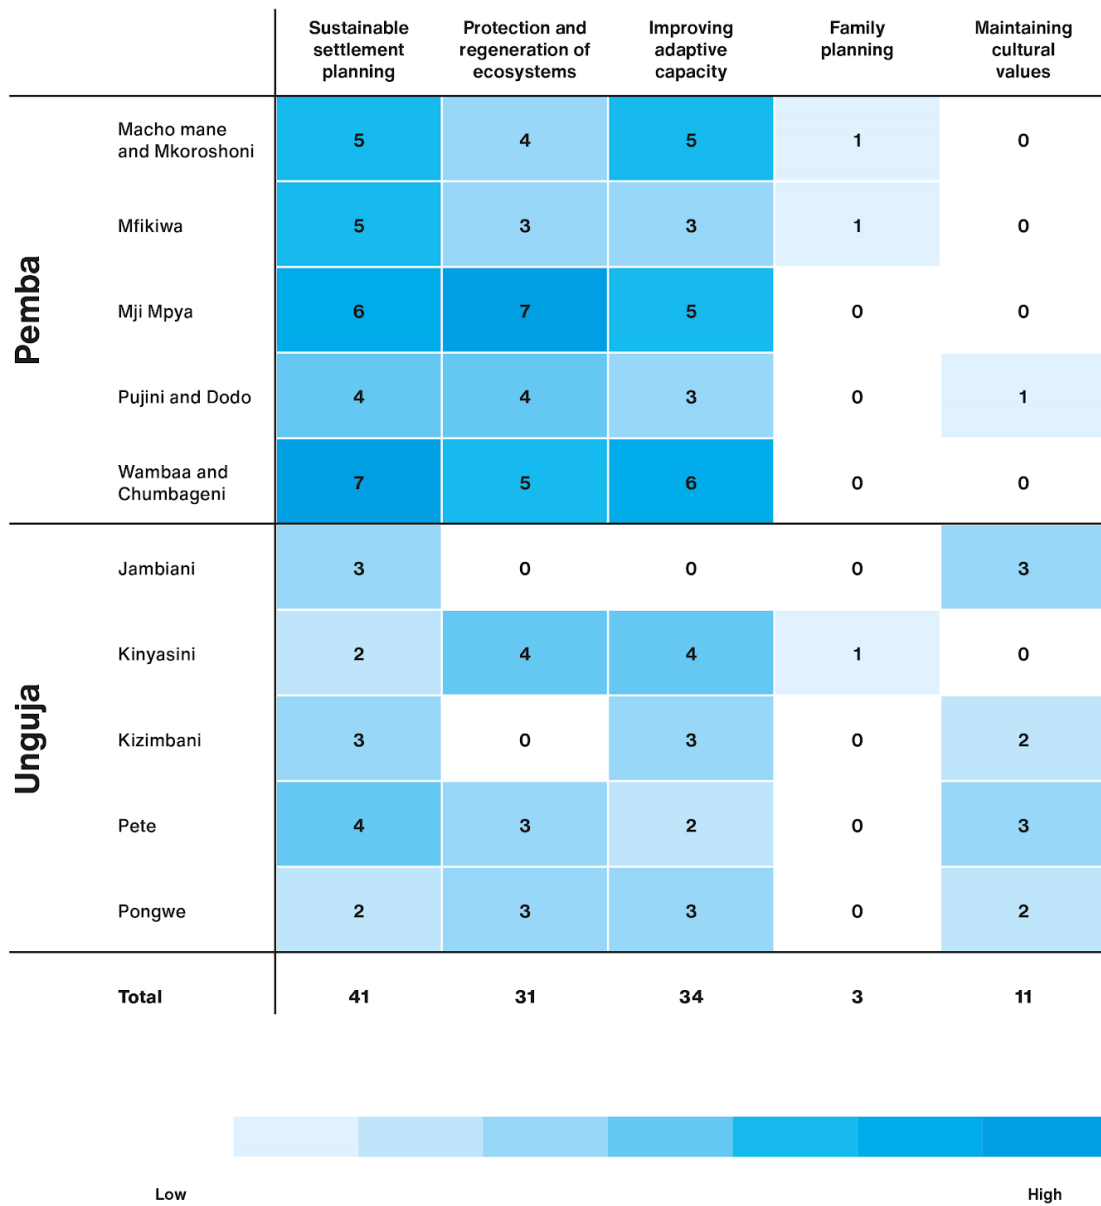 Sustainable settlement planning
Protection and regeneration of ecosystems
Improving adaptive capacity
Family planning
Maintaining cultural values
Pemba
Macho mane and Mkoroshoni 5 4 5 1 0
Mfikiwa 5 3 3 1 0
Mji Mpya 6 7 5 0 0
Pujini and Dodo 4 4 3 0 1
Wambaa and Chumbageni 7 5 6 0 0
Unguja
Jambiani 3 0 0 0 3
Kinyasini 2 4 4 1 0
Kizimbani 3 0 3 0 2
Pete 4 3 2 0 3
Pongwe 2 3 3 0 2
Total 41 31 34 3 11
Low High